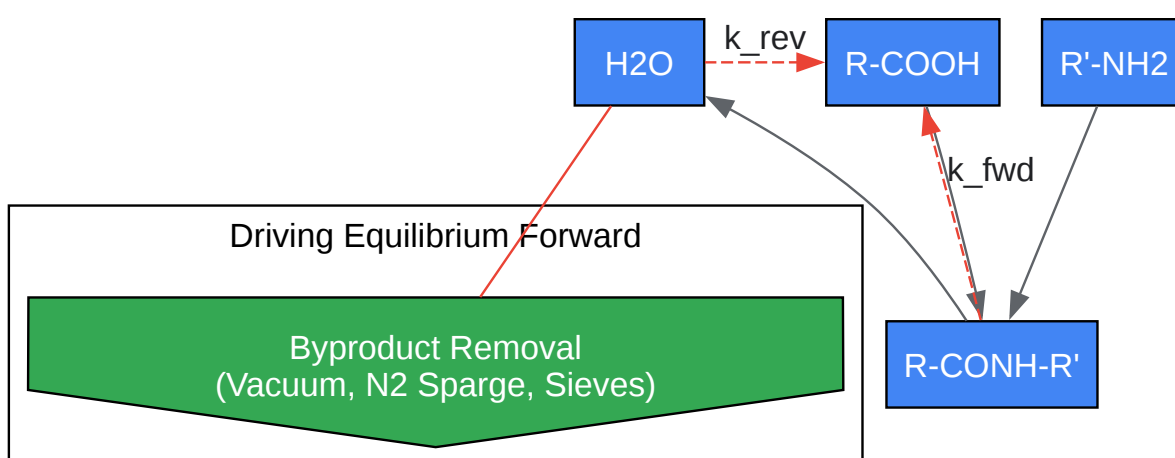 H2O
k_rev
R-COOH
R'-NH2
k_fwd
Driving Equilibrium Forward
Byproduct Removal
(Vacuum, N2 Sparge, Sieves)
R-CONH-R'